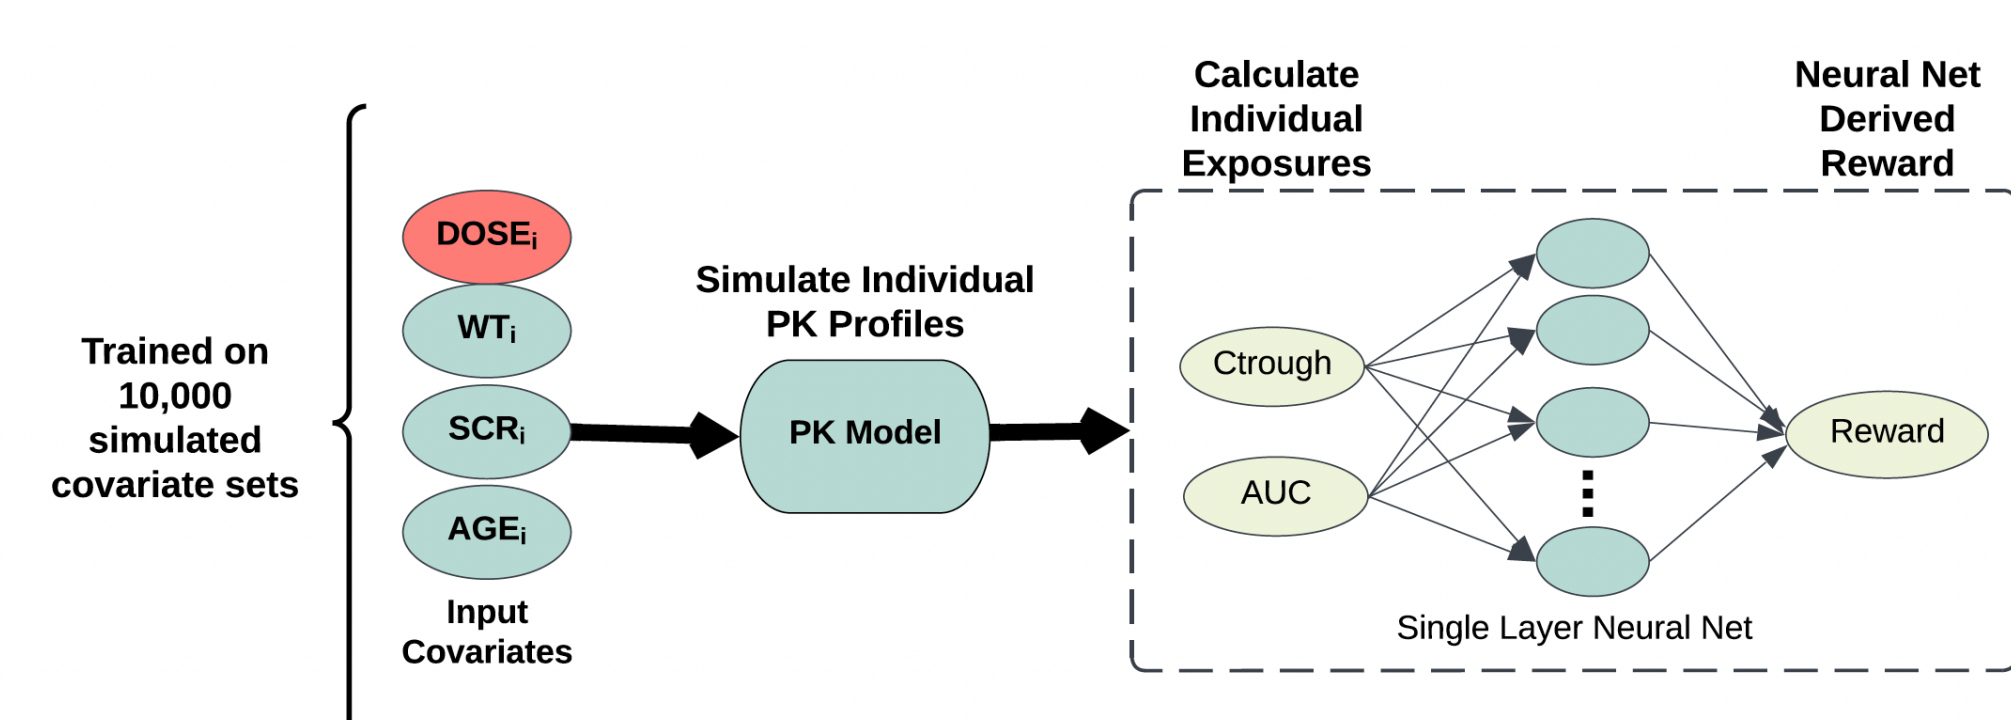 Trained on
10,000
simulated
covariate sets
DOSEi
WTi
SCRi
AGEi
Input
Covariates
Simulate Individual
PK Profiles
PK Model
Calculate
Individual
Exposures
Ctrough
AUC
Single Layer Neural Net
Neural Net
Derived
Reward
Reward